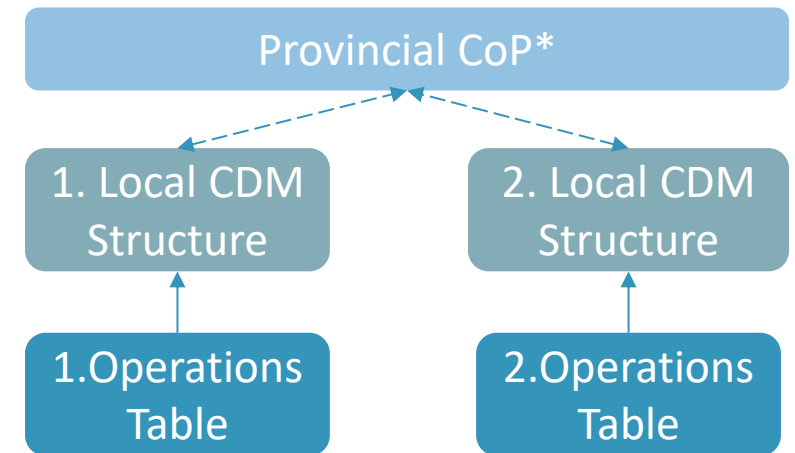 Provincial CoP*
1. Local CDM
Structure
2. Local CDM
Structure
1.Operations
Table
2.Operations
Table